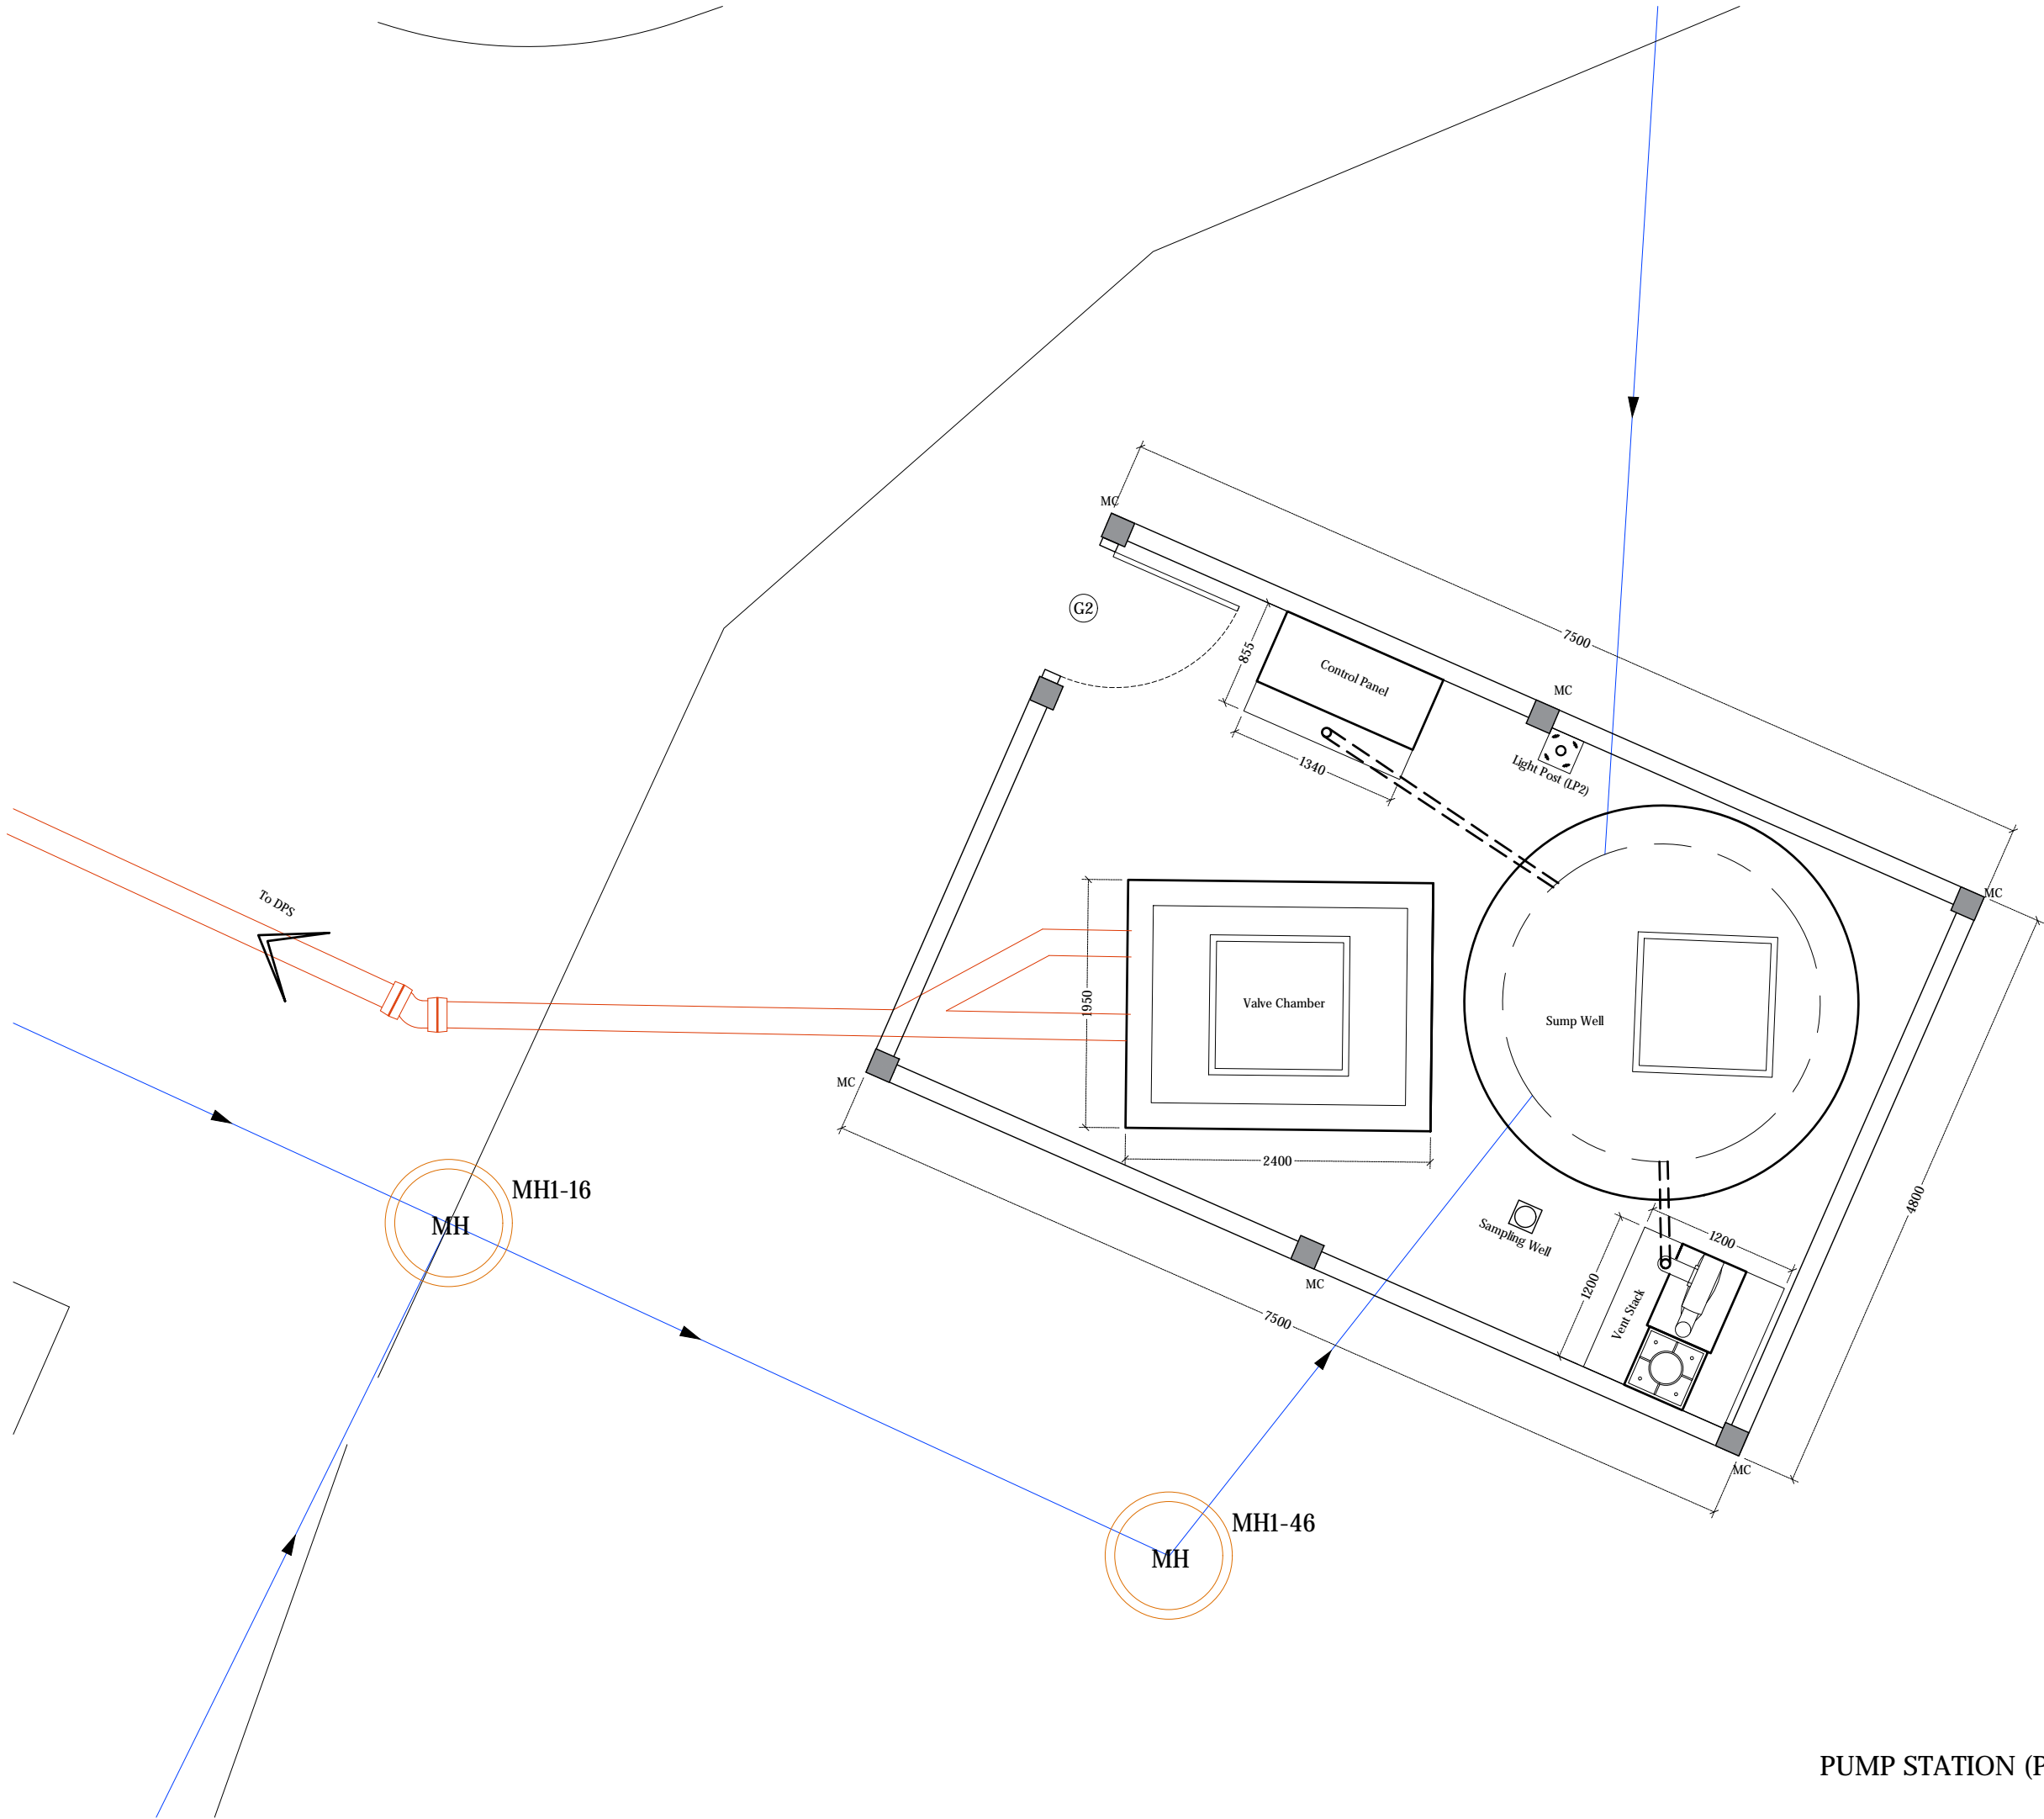 MC
G2
7500
855
Control Panel
MC
1340
Light Post (LP2)
MC
To DPS
1950
Valve Chamber
Sump Well
MC
2400
MH1-16
MH
4800
Sampling Well
1200
1200
MC
Vent Stack
7500
MC
MH1-46
MH
PUMP STATION (P